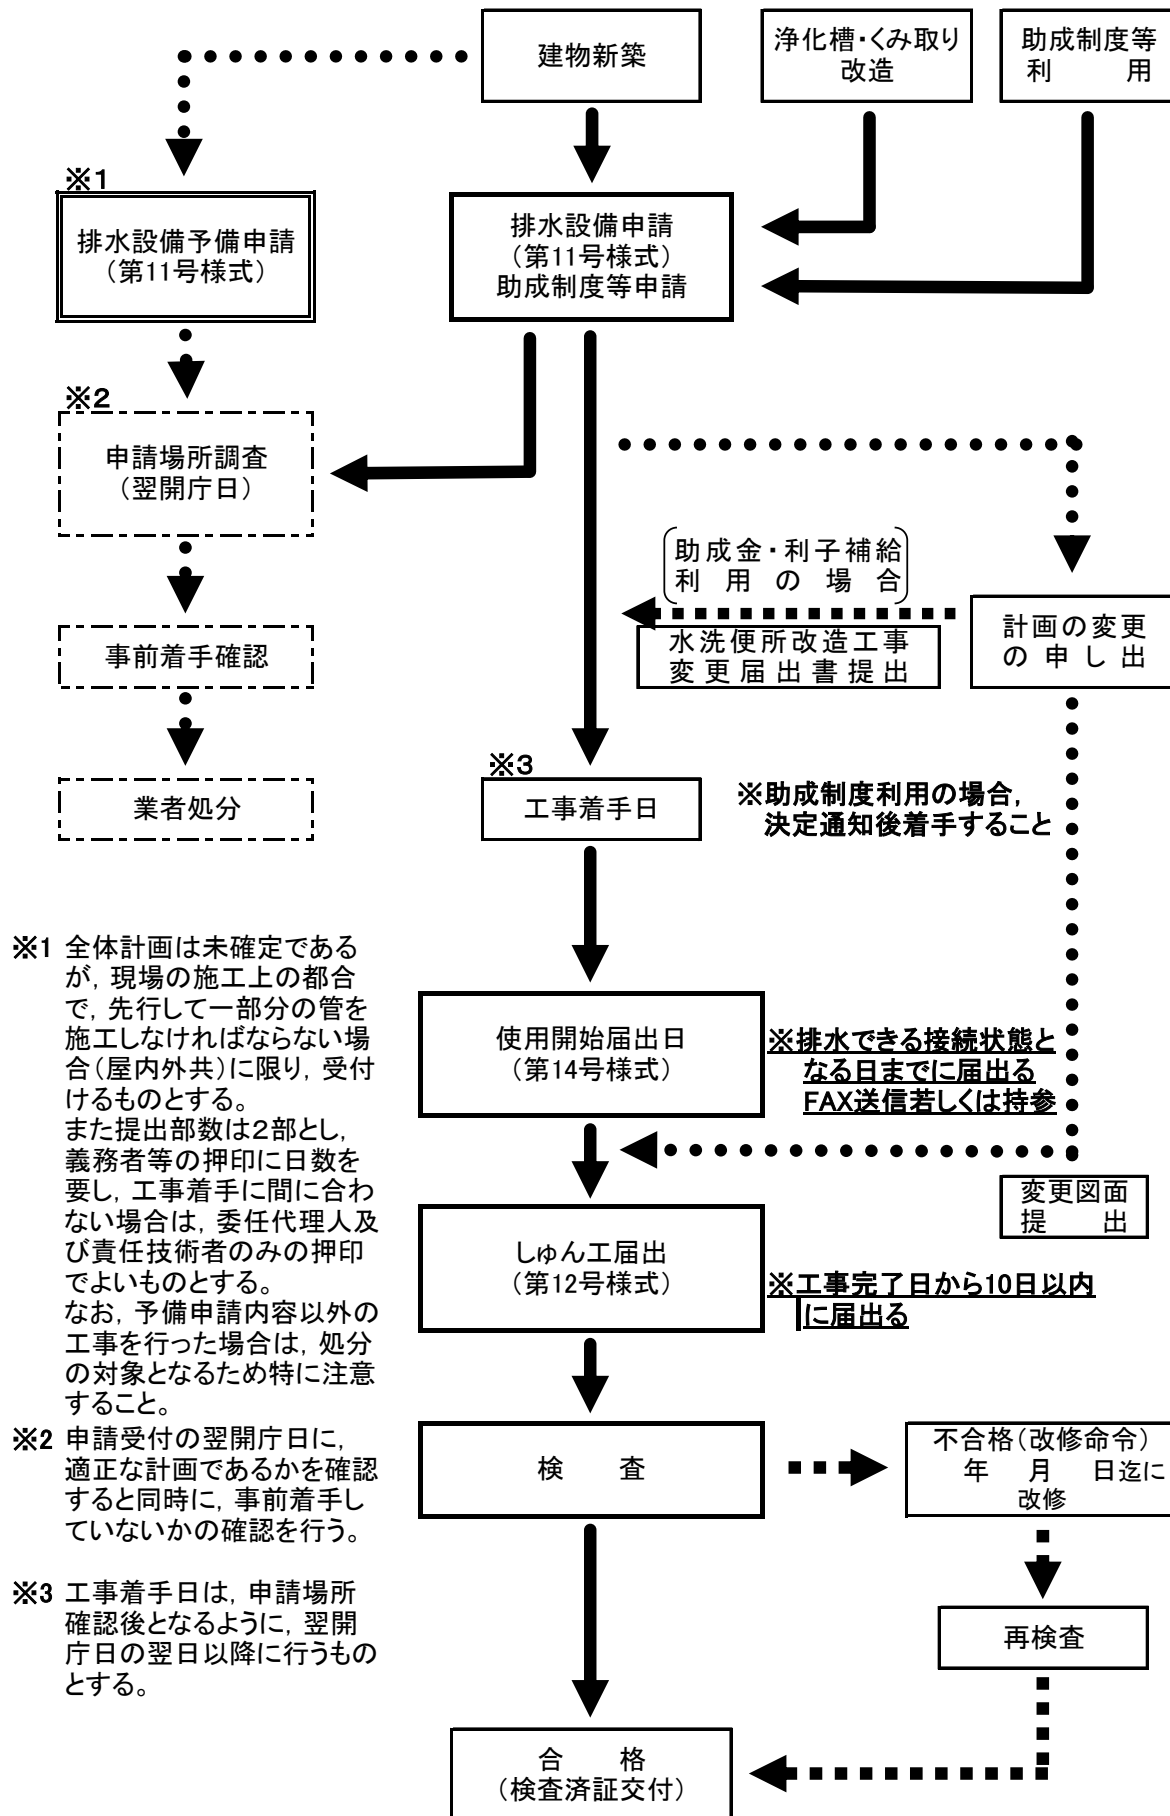 建物新築
浄化槽・くみ取り
改造
助成制度等
利　　用
※1
排水設備予備申請
（第11号様式）
排水設備申請
（第11号様式）
助成制度等申請
※2
申請場所調査
（翌開庁日）
助成金・利子補給
利用の場合
水洗便所改造工事
変更届出書提出
計画の変更
の申し出
事前着手確認
業者処分
※3
工事着手日
※助成制度利用の場合，
決定通知後着手すること
※1 全体計画は未確定である
が，現場の施工上の都合
で，先行して一部分の管を
施工しなければならない場
合（屋内外共）に限り，受付
けるものとする。
また提出部数は２部とし，
義務者等の押印に日数を
要し，工事着手に間に合わ
ない場合は，委任代理人及
び責任技術者のみの押印
でよいものとする。
なお，予備申請内容以外の
工事を行った場合は，処分
の対象となるため特に注意
すること。
※2 申請受付の翌開庁日に，
適正な計画であるかを確認
すると同時に，事前着手し
ていないかの確認を行う。
※3 工事着手日は，申請場所
確認後となるように，翌開
庁日の翌日以降に行うもの
とする。
使用開始届出日
（第14号様式）
※排水できる接続状態と
なる日までに届出る
FAX送信若しくは持参
変更図面
提　　出
しゅん工届出
（第12号様式）
※工事完了日から10日以内
に届出る
検　　査
不合格（改修命令）
年　月　日迄に
改修
再検査
合　　格
（検査済証交付）